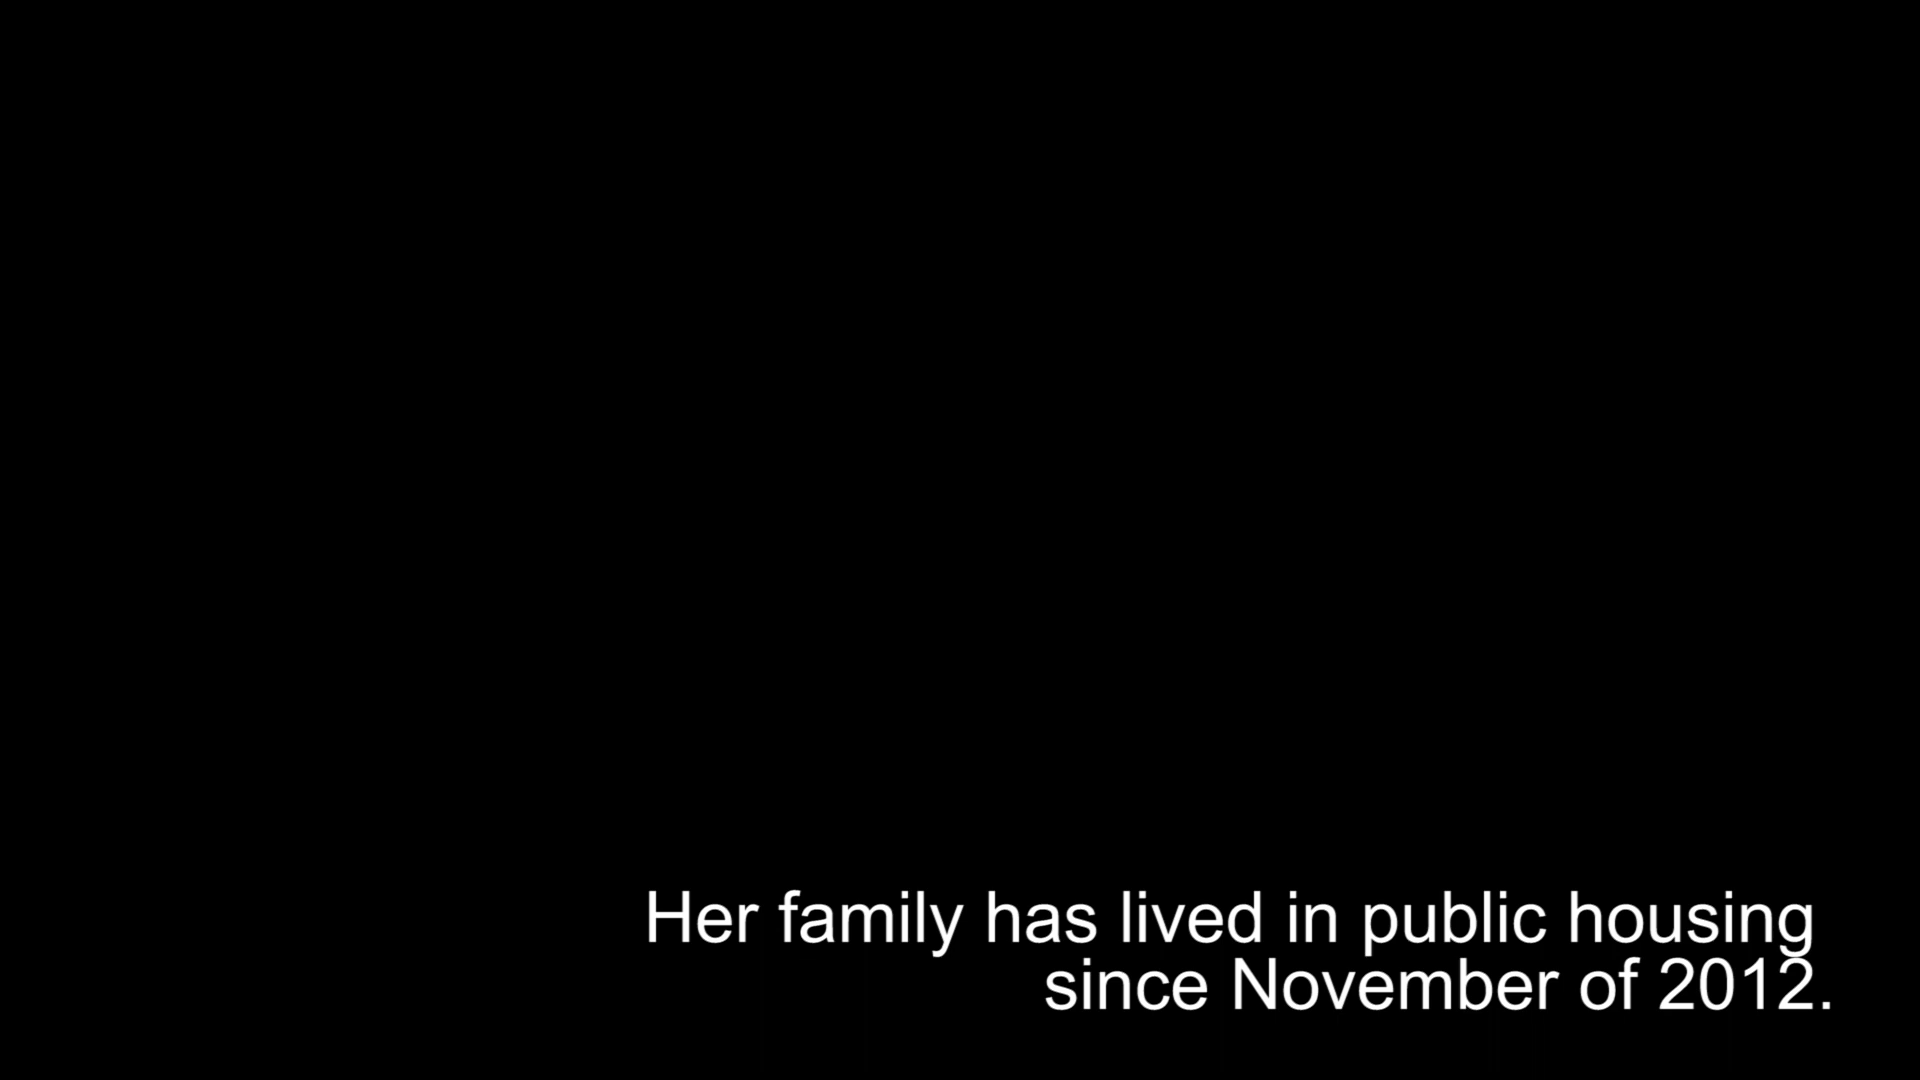 Her family has lived in public housing
since November of 2012.